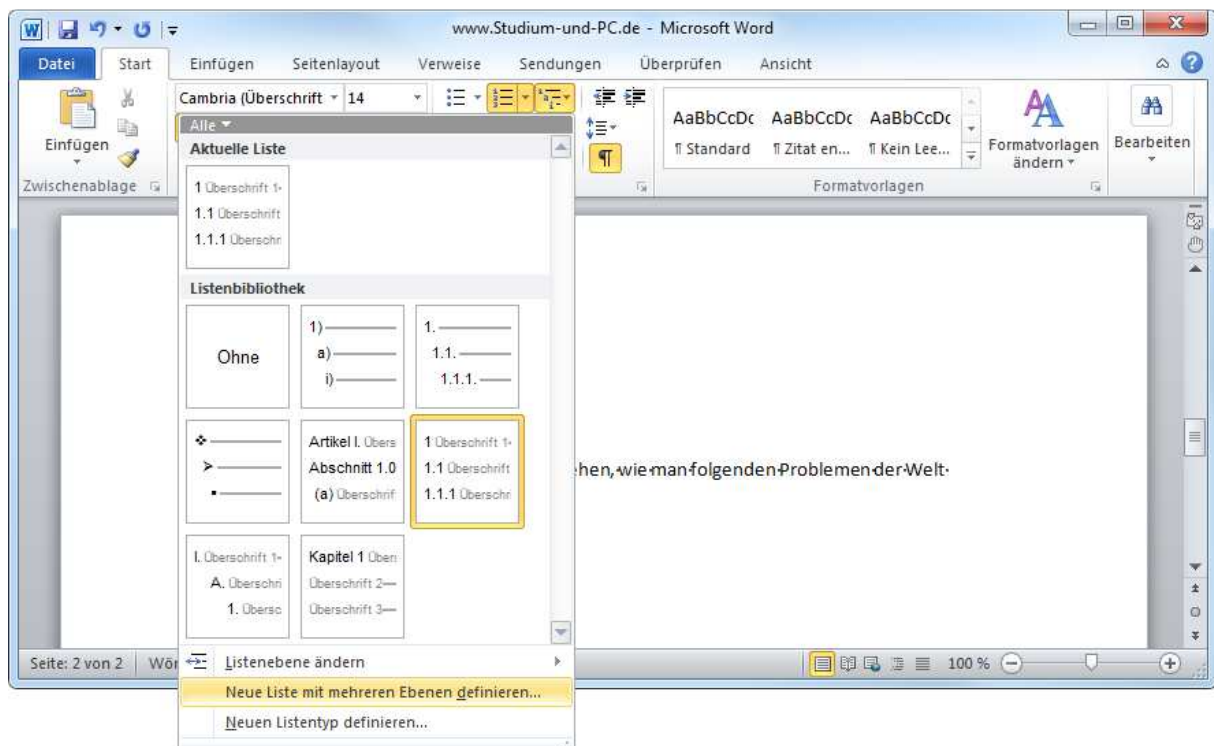 www.Studium-und-PC.de - Microsoft Word
Datei Start Einfügen Seitenlayout Verweise Sendungen Überprüfen Ansicht
Cambria (Überschrift 14
Einfügen
Zwischenablage
AaBbCcDc AaBbCcDc AaBbCcDc
¶ Standard ¶ Zitat en... ¶ Kein Lee...
Formatvorlagen ändern
Bearbeiten
Formatvorlagen
Alle
Aktuelle Liste
1 Überschrift 1
1.1 Überschrift
1.1.1 Überschr
Listenbibliothek
Ohne
1)
a)
i)
1.
1.1.
1.1.1.
Artikel I. Übers
Abschnitt 1.0
(a) Überschrif
1 Überschrift 1
1.1 Überschrift
1.1.1 Überschr
I. Überschrift 1
A. Überschri
1. Übersc
Kapitel 1 Über
Überschrift 2
Überschrift 3
hen, wie man folgenden Problemen der Welt
Listenebene ändern
Neue Liste mit mehreren Ebenen definieren...
Neuen Listentyp definieren...
Seite: 2 von 2 Wör 100 %